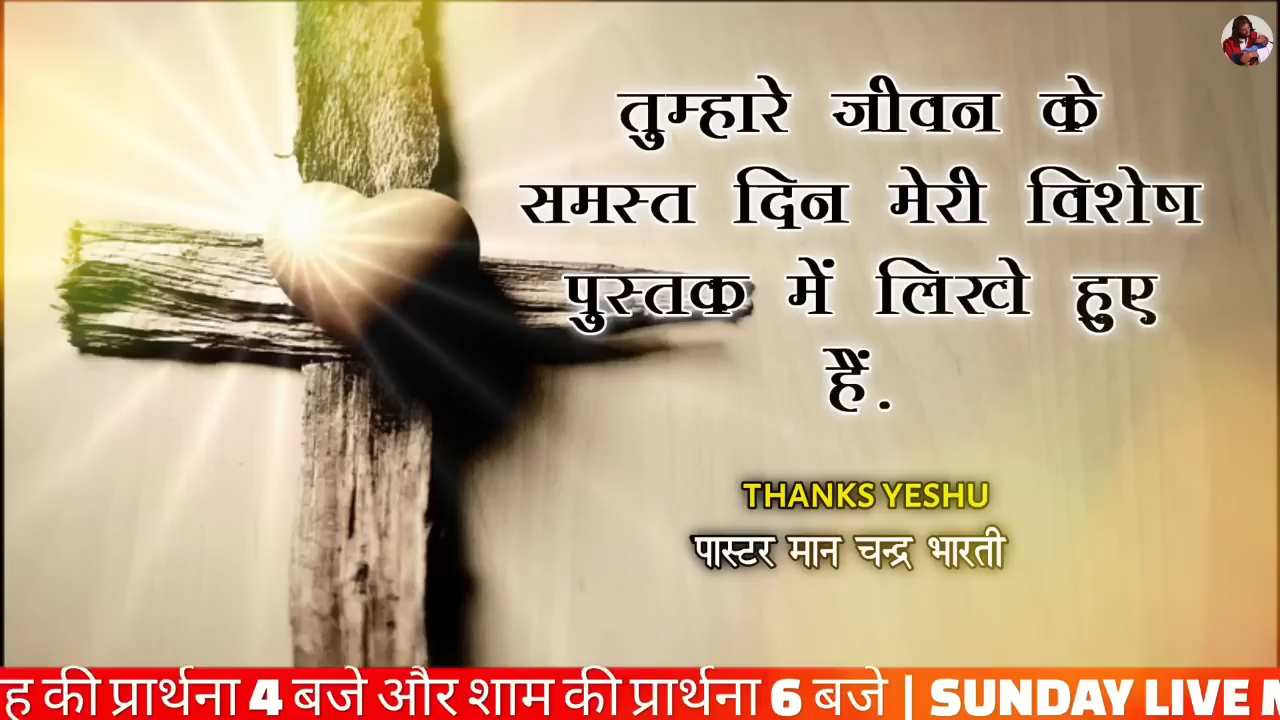 तुम्हारे जीवन के
समस्त दिन मेरी विशेष
पुस्तक में लिखे हुए
हैं.
THANKS YESHU
पास्टर मान चन्द्र भारती
ह की प्रार्थना 4 बजे और शाम की प्रार्थना 6 बजे | SUNDAY LIVE